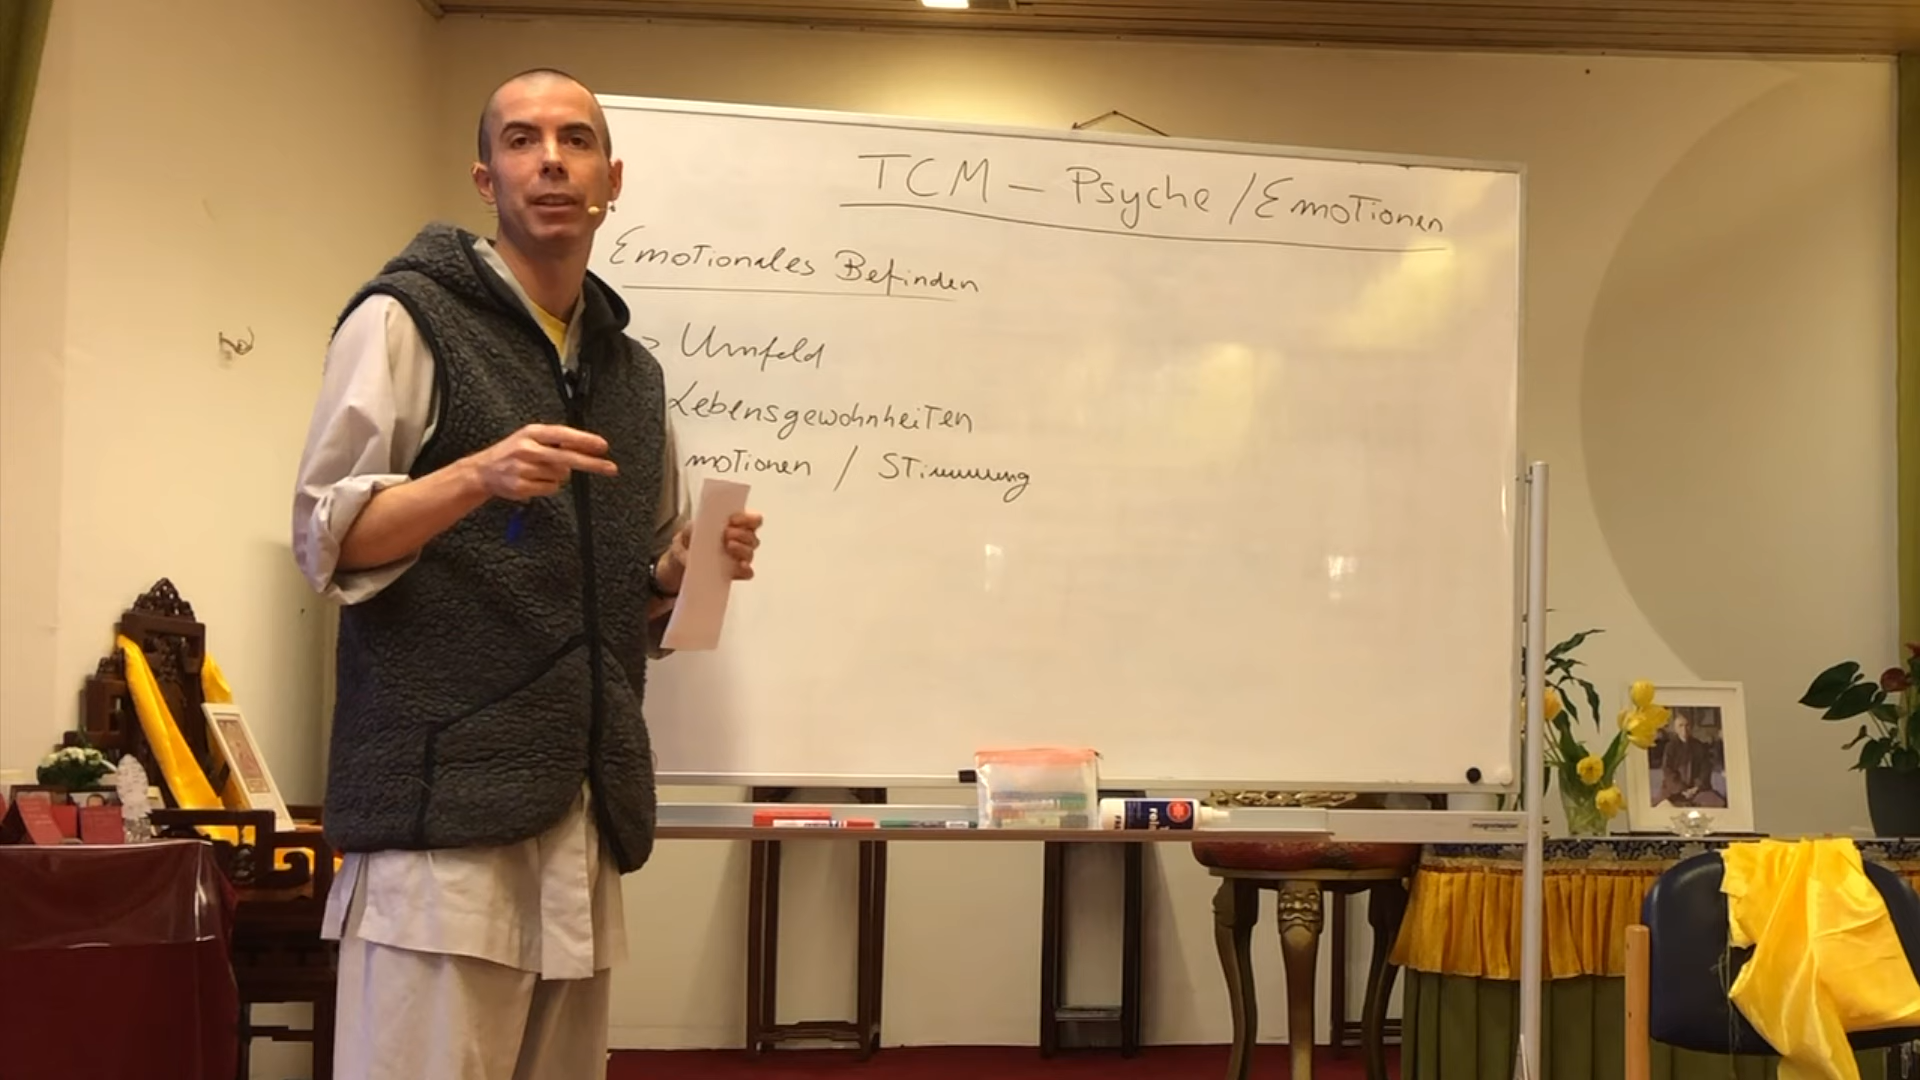 TCM – Psyche / Emotionen
Emotionales Befinden
> Umfeld
Lebensgewohnheiten
motionen / Stimmung